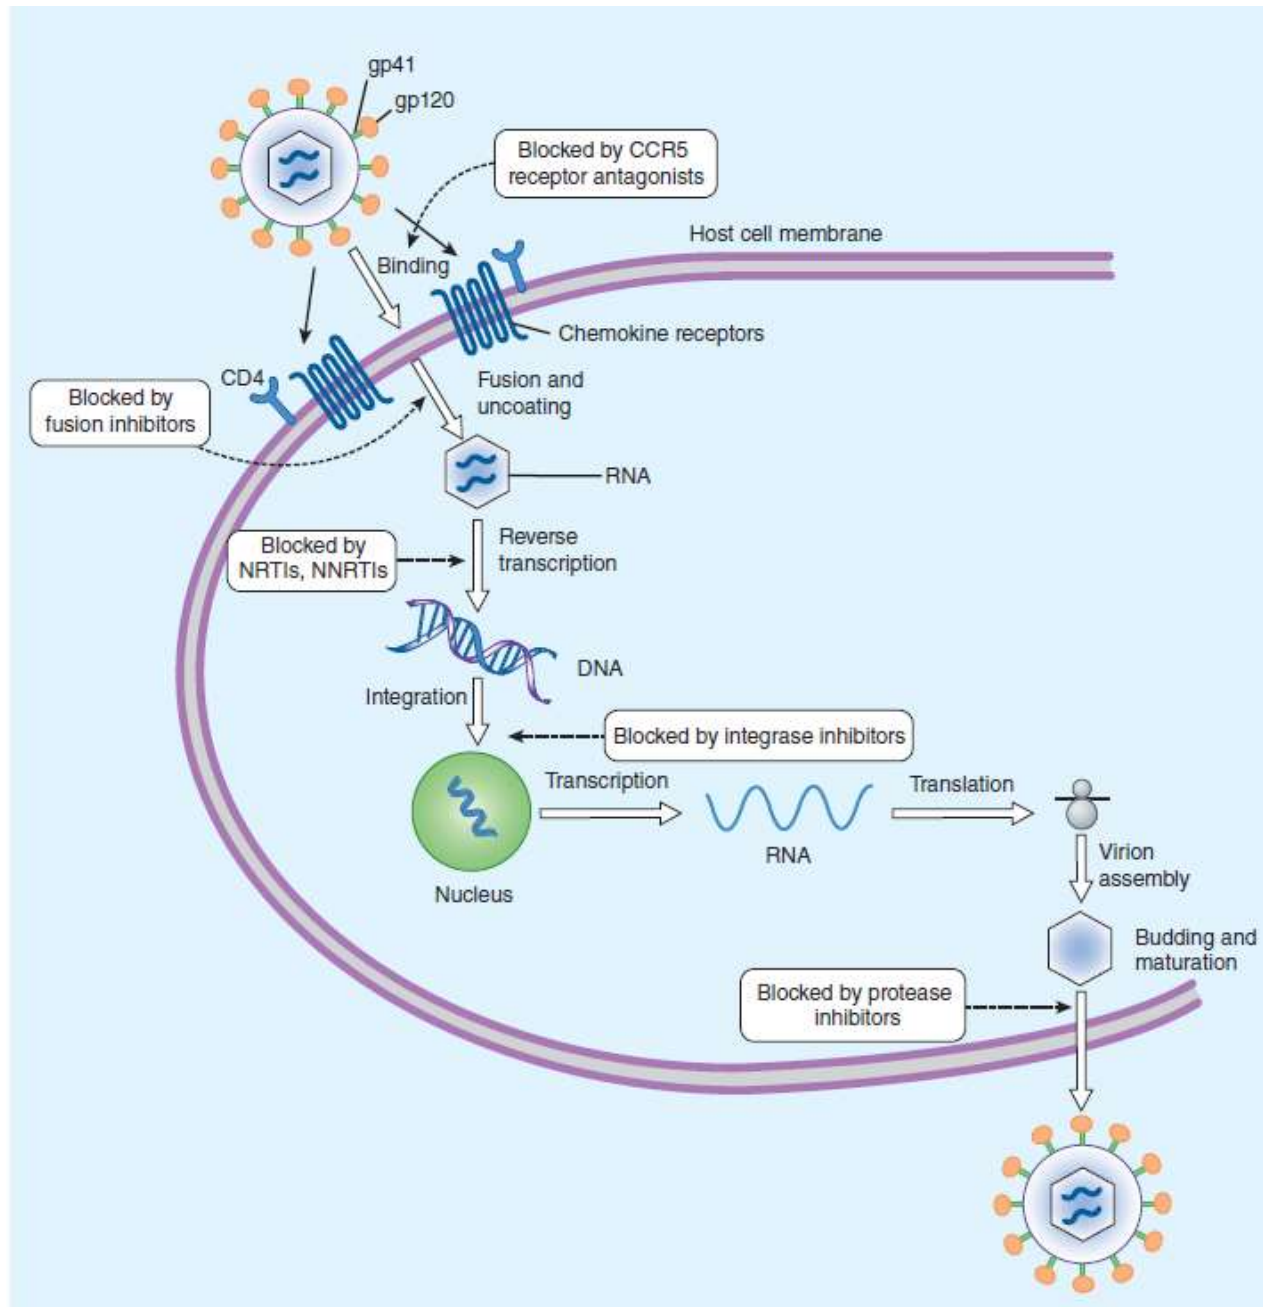 gp41
gp120
Blocked by CCR5
receptor antagonists
Host cell membrane
Binding
Chemokine receptors
CD4
Fusion and
uncoating
Blocked by
fusion inhibitors
RNA
Reverse
transcription
Blocked by
NRTIs, NNRTIs
DNA
Integration
Blocked by integrase inhibitors
Transcription
Translation
RNA
Nucleus
Virion
assembly
Budding and
maturation
Blocked by protease
inhibitors